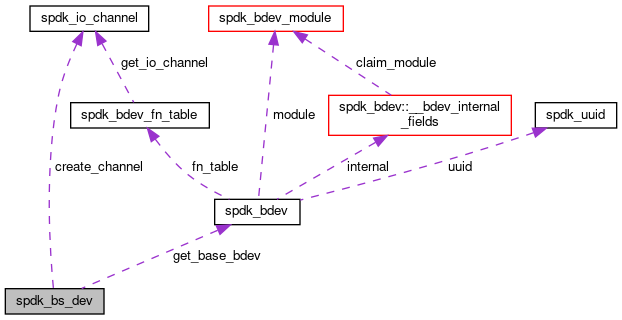 spdk_io_channel
spdk_bdev_module
get_io_channel
claim_module
spdk_bdev_fn_table
module
spdk_bdev::__bdev_internal
_fields
spdk_uuid
create_channel
fn_table
internal
uuid
spdk_bdev
get_base_bdev
spdk_bs_dev